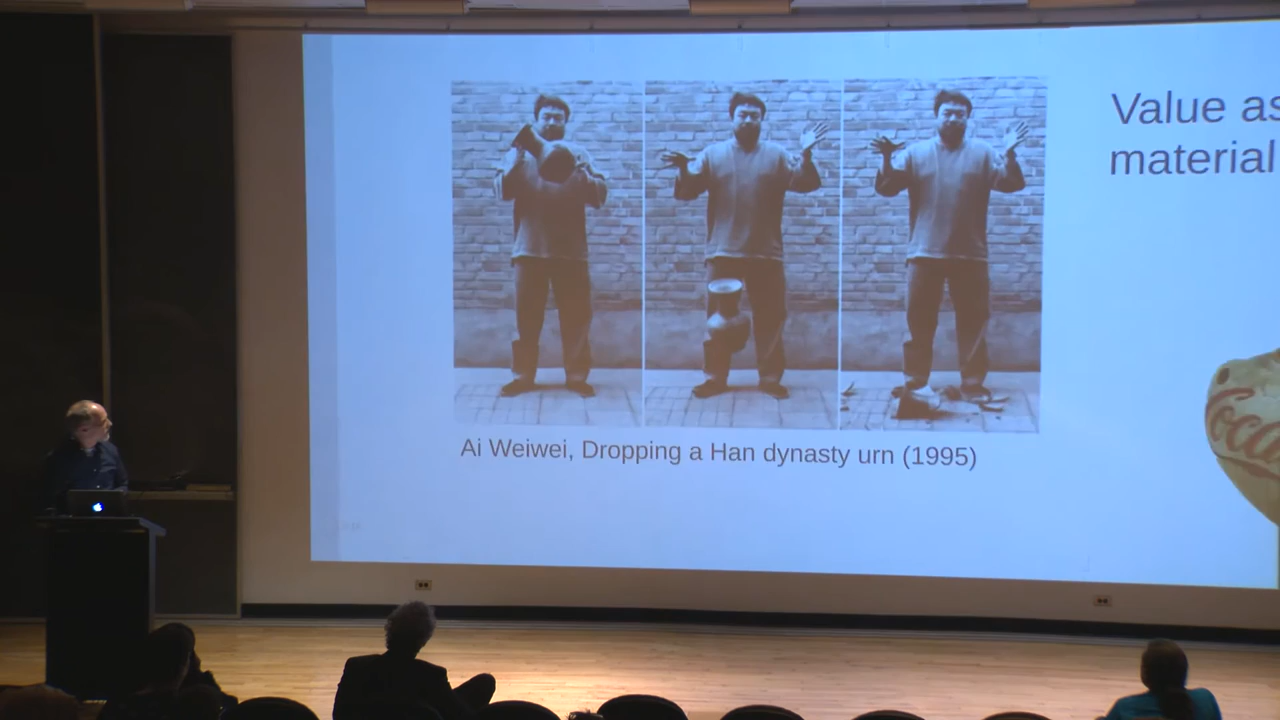 Value as
material
Ai Weiwei, Dropping a Han dynasty urn (1995)